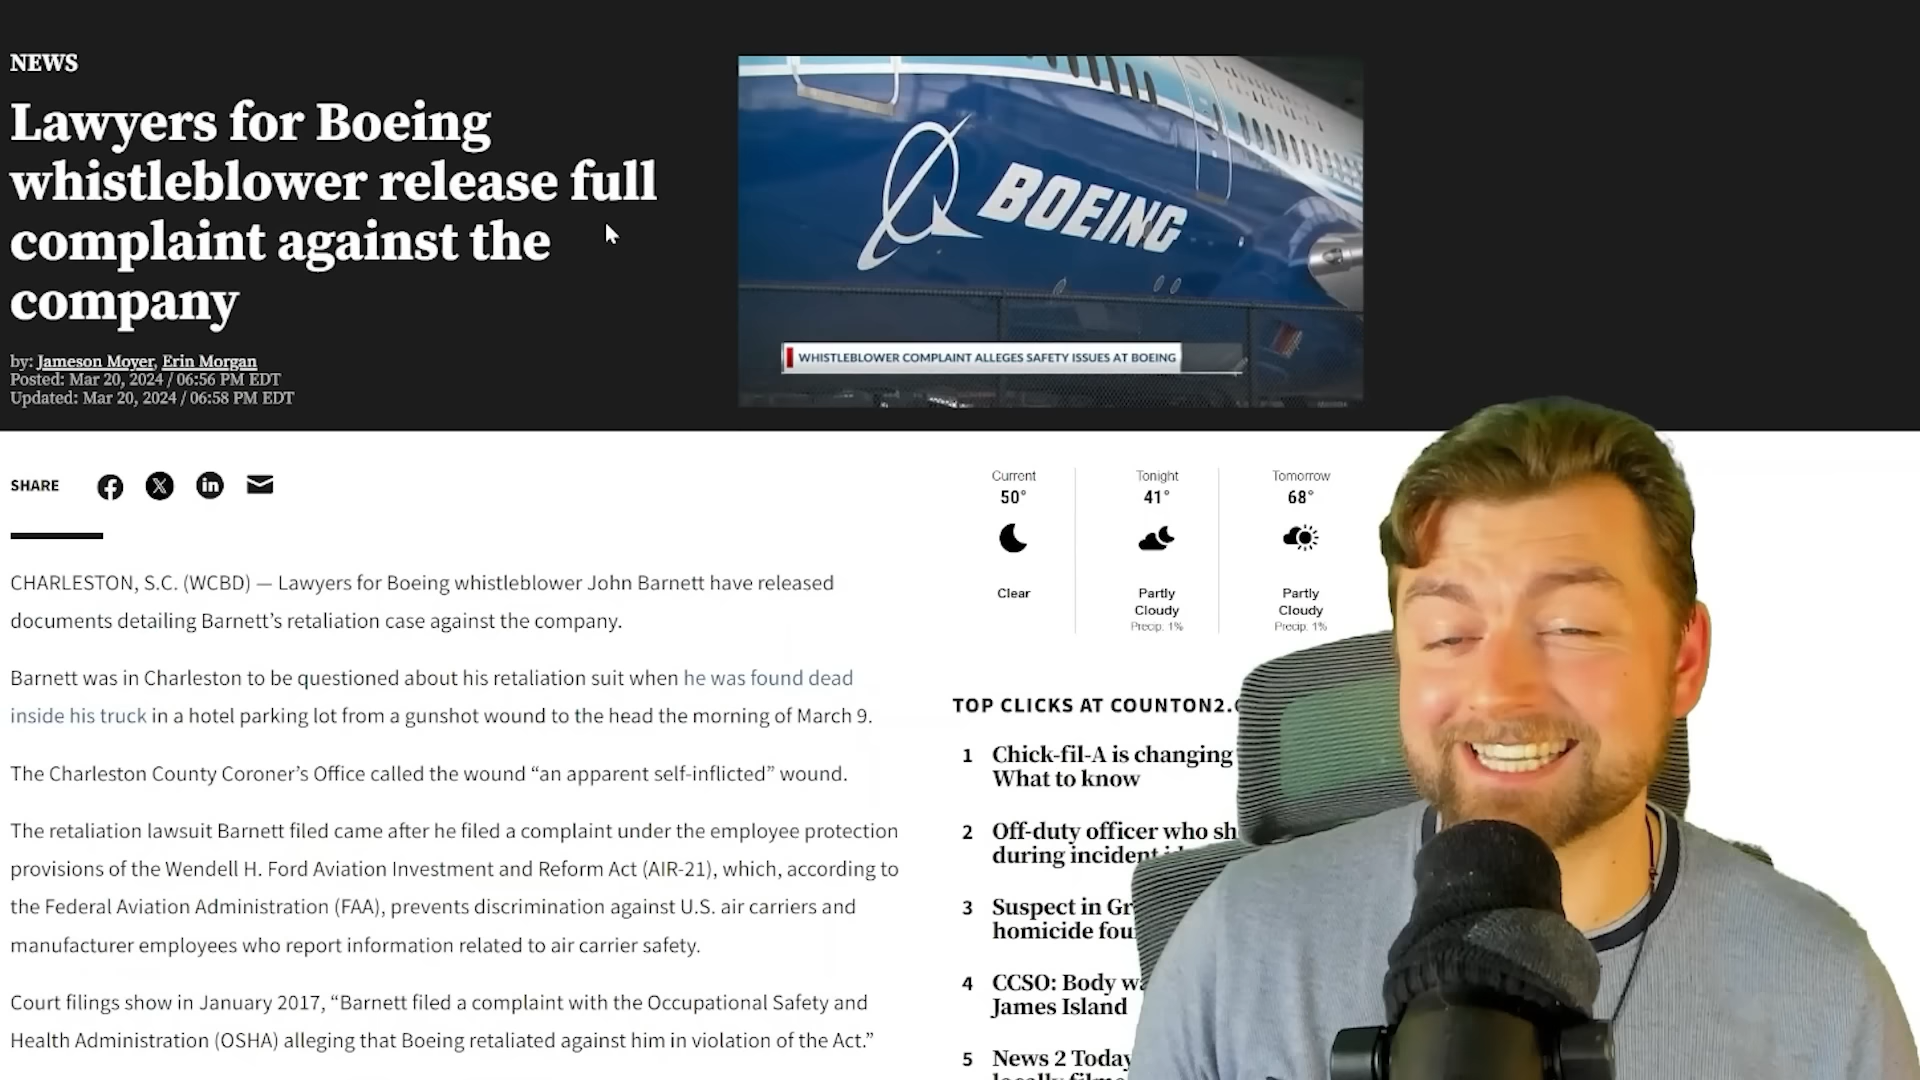 NEWS
Lawyers for Boeing
whistleblower release full
complaint against the
company
by: Jameson Moyer, Erin Morgan
Posted: Mar 20, 2024 / 06:56 PM EDT
Updated: Mar 20, 2024 / 06:58 PM EDT
BOEING
WHISTLEBLOWER COMPLAINT ALLEGES SAFETY ISSUES AT BOEING
SHARE
CHARLESTON, S.C. (WCBD) — Lawyers for Boeing whistleblower John Barnett have released
documents detailing Barnett’s retaliation case against the company.
Barnett was in Charleston to be questioned about his retaliation suit when he was found dead
inside his truck in a hotel parking lot from a gunshot wound to the head the morning of March 9.
The Charleston County Coroner’s Office called the wound “an apparent self-inflicted” wound.
The retaliation lawsuit Barnett filed came after he filed a complaint under the employee protection
provisions of the Wendell H. Ford Aviation Investment and Reform Act (AIR-21), which, according to
the Federal Aviation Administration (FAA), prevents discrimination against U.S. air carriers and
manufacturer employees who report information related to air carrier safety.
Court filings show in January 2017, “Barnett filed a complaint with the Occupational Safety and
Health Administration (OSHA) alleging that Boeing retaliated against him in violation of the Act.”
Current
50°
Clear
Tonight
41°
Partly
Cloudy
Precip: 1%
Tomorrow
68°
Partly
Cloudy
Precip: 1%
TOP CLICKS AT COUNTON2.
1 Chick-fil-A is changing
What to know
2 Off-duty officer who sh
during incident
3 Suspect in Gr
homicide fou
4 CCSO: Body wa
James Island
5 News 2 Today